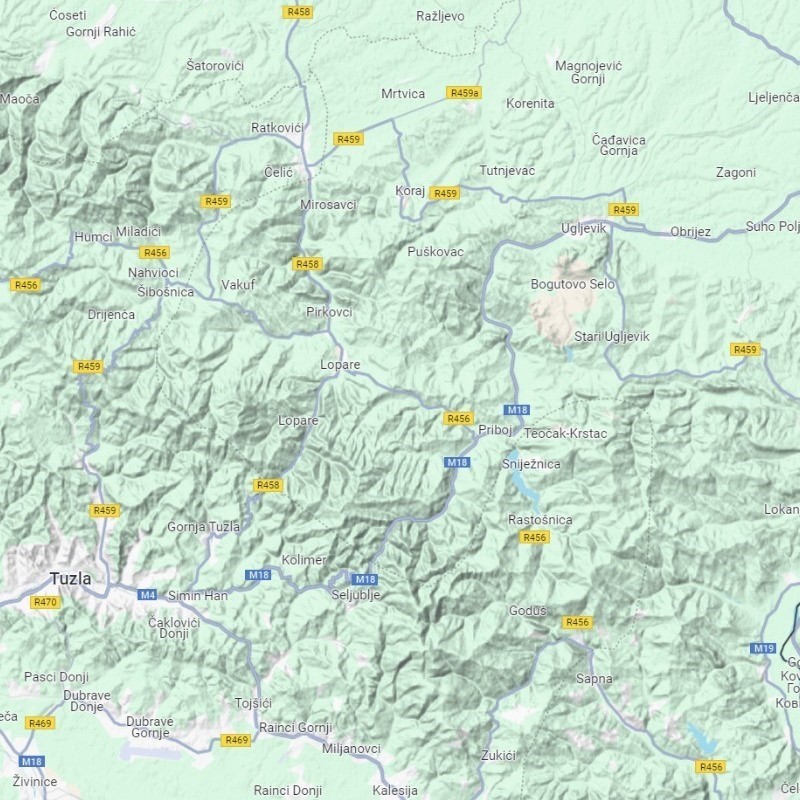 Ćoseti
R458
Ražljevo
Gornji Rahić
Šatorovići
Magnojević
Gornji
Maoča
Mrtvica
R459a
Korenita
Ljeljenča
Ratkovići
R459
Čađavica
Gornja
Čelić
Tutnjevac
Zagoni
Koraj
R459
R459
Mirosavci
R459
Humci
Miladići
Ugljevik
Obrijez
Suho Polj
R456
Puškovac
Nahvioci
R458
R456
Šibošnica
Vakuf
Bogutovo Selo
Drijenča
Pirkovci
Stari Ugljevik
R459
R459
Lopare
M18
Lopare
R456
Priboj
Teočak-Krstac
M18
Sniježnica
R458
R459
Lokan
Gornja Tuzla
Rastošnica
R456
Kolimer
Tuzla
M18
M18
M4
Simin Han
Seljublje
R470
Goduš
R456
Čaklovići
Donji
M19
Pasci Donji
Sapna
Dubrave
Donje
Tojšići
R469
Dubrave
Gornje
Rainci Gornji
R469
Miljanovci
Zukići
M18
R456
Živinice
Rainci Donji
Kalesija